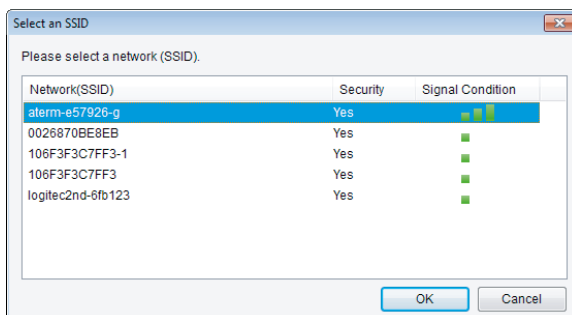 Select an SSID
Please select a network (SSID).
Network(SSID) Security Signal Condition
aterm-e57926-g Yes
0026870BE8EB Yes
106F3F3C7FF3-1 Yes
106F3F3C7FF3 Yes
logitec2nd-6fb123 Yes
OK Cancel